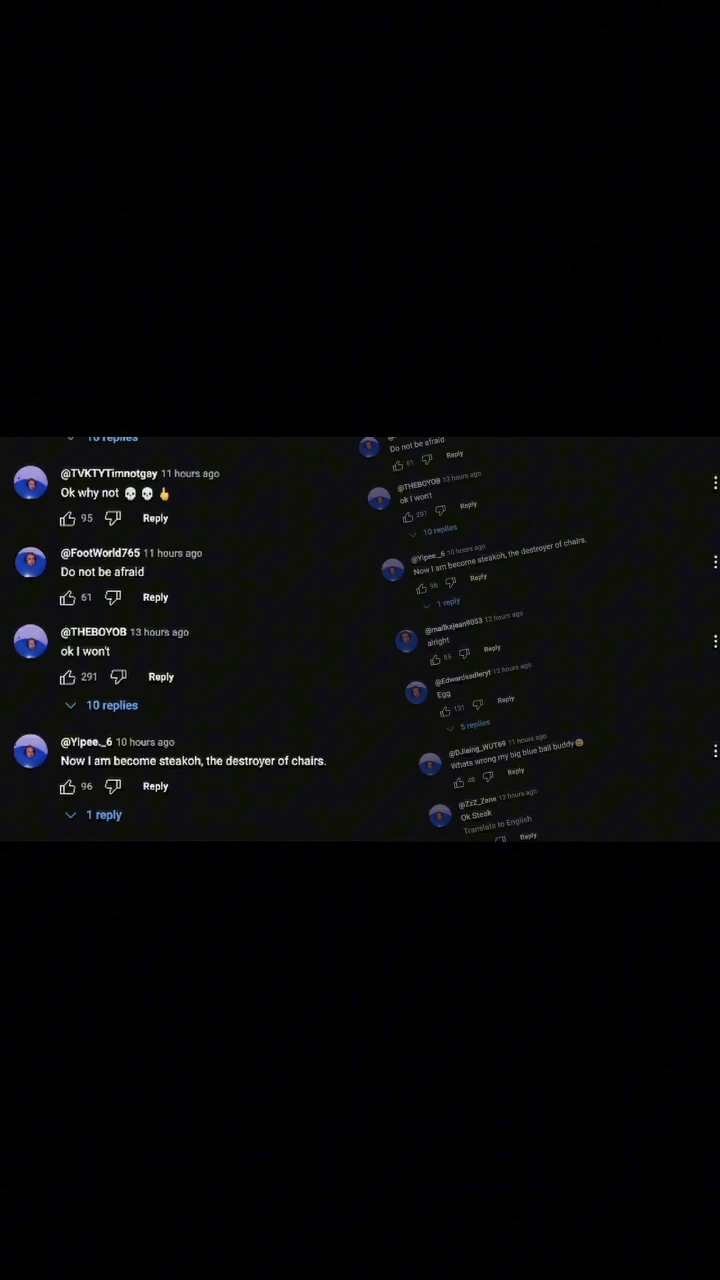 10 replies
@TVKTYTimnotgay 11 hours ago
Ok why not 💀 💀 🖕
95 Reply
@FootWorld765 11 hours ago
Do not be afraid
61 Reply
@THEBOYOB 13 hours ago
ok I won't
291 Reply
10 replies
@Yipee._6 10 hours ago
Now I am become steakoh, the destroyer of chairs.
96 Reply
1 reply
Do not be afraid
61 Reply
@THEBOYOB 13 hours ago
ok I won't
291 Reply
10 replies
@Yipee._6 10 hours ago
Now I am become steakoh, the destroyer of chairs.
96 Reply
1 reply
@malikajean9053 12 hours ago
alright
85 Reply
@Edwardsadleryt 12 hours ago
Egg
131 Reply
5 replies
@DJleing_WUT69 11 hours ago
Whats wrong my big blue ball buddy🥲
48 Reply
@ZzZ_Zane 12 hours ago
Ok Steak
Translate to English
Reply